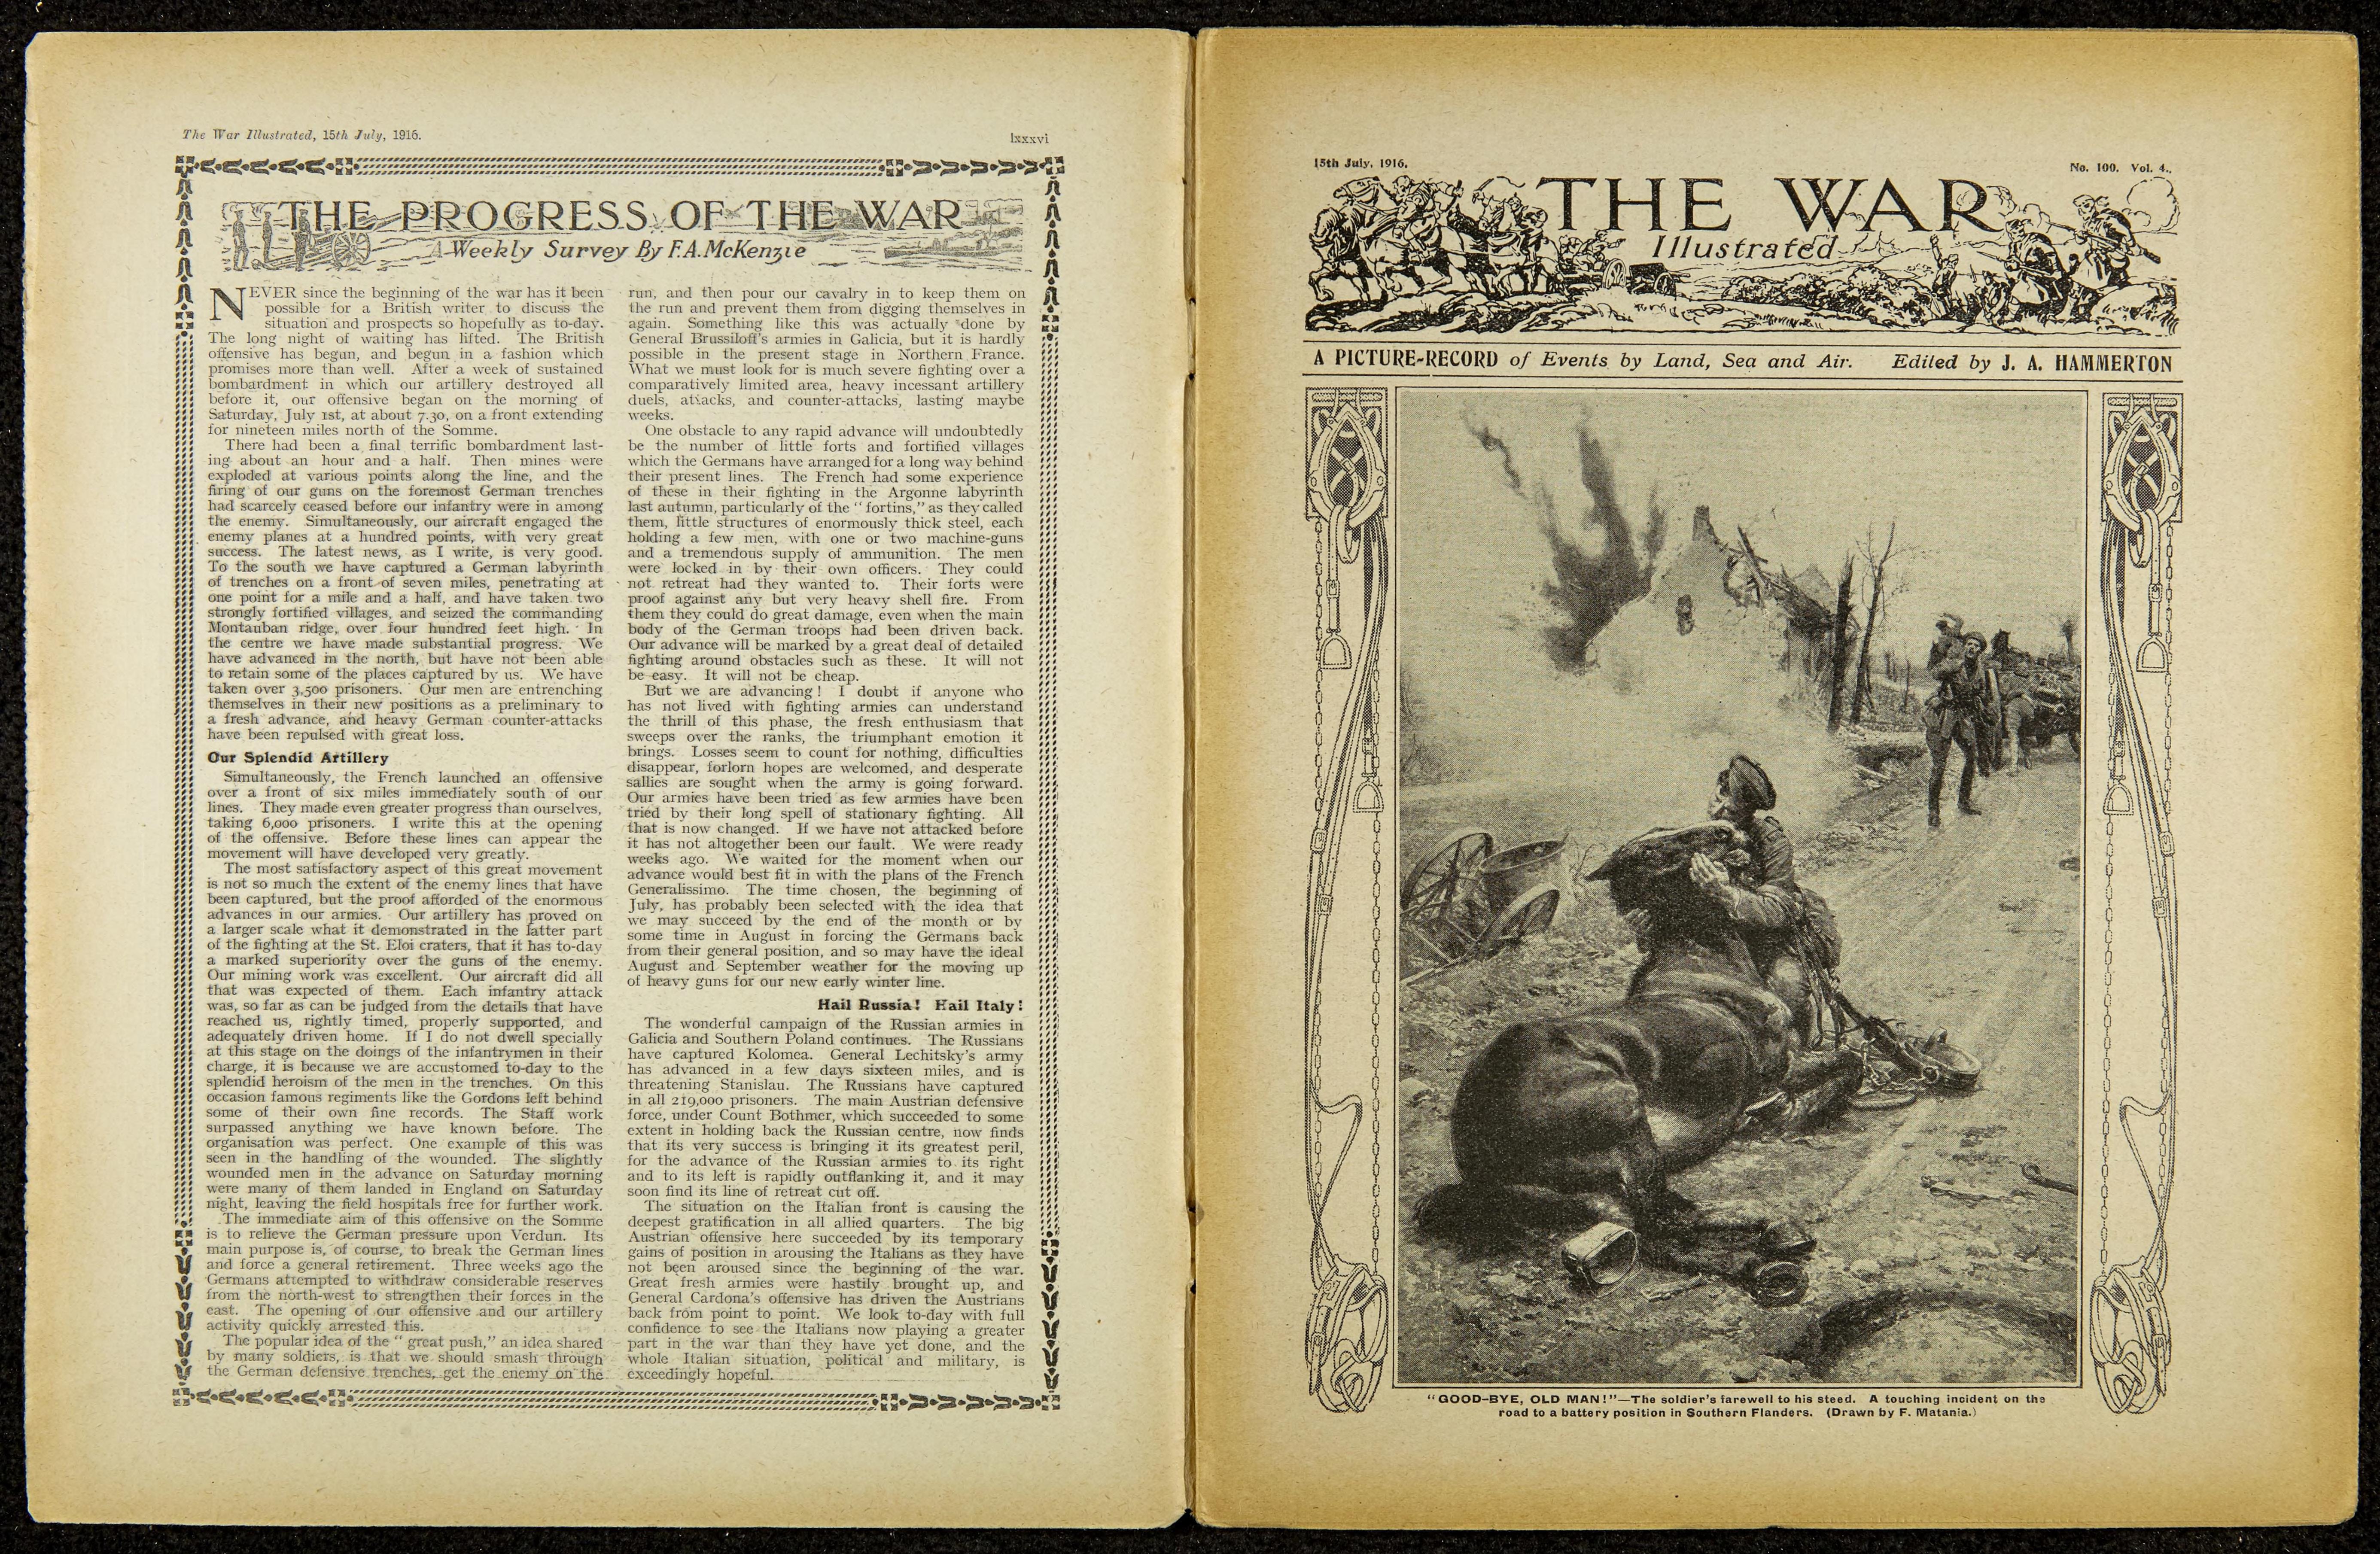 The War Illustrated, 15th July, 1916.
lxxxvi
THE PROGRESS OF THE WAR
A Weekly Survey By F. A. McKenzie
NEVER since the beginning of the war has it been
possible for a British writer to discuss the
situation and prospects so hopefully as to-day.
The long night of waiting has lifted. The British
offensive has begun, and begun in a fashion which
promises more than well. After a week of sustained
bombardment in which our artillery destroyed all
before it, our offensive began on the morning of
Saturday, July 1st, at about 7.30, on a front extending
for nineteen miles north of the Somme.
There had been a final terrific bombardment last-
ing about an hour and a half. Then mines were
exploded at various points along the line, and the
firing of our guns on the foremost German trenches
had scarcely ceased before our infantry were in among
the enemy. Simultaneously, our aircraft engaged the
enemy planes at a hundred points, with very great
success. The latest news, as I write, is very good.
To the south we have captured a German labyrinth
of trenches on a front of seven miles, penetrating at
one point for a mile and a half, and have taken two
strongly fortified villages, and seized the commanding
Montauban ridge, over four hundred feet high. In
the centre we have made substantial progress. We
have advanced in the north, but have not been able
to retain some of the places captured by us. We have
taken over 3,500 prisoners. Our men are entrenching
themselves in their new positions as a preliminary to
a fresh advance, and heavy German counter-attacks
have been repulsed with great loss.
Our Splendid Artillery
Simultaneously, the French launched an offensive
over a front of six miles immediately south of our
lines. They made even greater progress than ourselves,
taking 6,000 prisoners. I write this at the opening
of the offensive. Before these lines can appear the
movement will have developed very greatly.
The most satisfactory aspect of this great movement
is not so much the extent of the enemy lines that have
been captured, but the proof afforded of the enormous
advances in our armies. Our artillery has proved on
a larger scale what it demonstrated in the latter part
of the fighting at the St. Eloi craters, that it has to-day
a marked superiority over the guns of the enemy.
Our mining work was excellent. Our aircraft did all
that was expected of them. Each infantry attack
was, so far as can be judged from the details that have
reached us, rightly timed, properly supported, and
adequately driven home. If I do not dwell specially
at this stage on the doings of the infantrymen in their
charge, it is because we are accustomed to-day to the
splendid heroism of the men in the trenches. On this
occasion famous regiments like the Gordons left behind
some of their own fine records. The Staff work
surpassed anything we have known before. The
organisation was perfect. One example of this was
seen in the handling of the wounded. The slightly
wounded men in the advance on Saturday morning
were many of them landed in England on Saturday
night, leaving the field hospitals free for further work.
The immediate aim of this offensive on the Somme
is to relieve the German pressure upon Verdun. Its
main purpose is, of course, to break the German lines
and force a general retirement. Three weeks ago the
Germans attempted to withdraw considerable reserves
from the north-west to strengthen their forces in the
east. The opening of our offensive and our artillery
activity quickly arrested this.
The popular idea of the "great push," an idea shared
by many soldiers, is that we should smash through
the German defensive trenches, get the enemy on the
run, and then pour our cavalry in to keep them on
the run and prevent them from digging themselves in
again. Something like this was actually done by
General Brussiloff's armies in Galicia, but it is hardly
possible in the present stage in Northern France.
What we must look for is much severe fighting over a
comparatively limited area, heavy incessant artillery
duels, attacks, and counter-attacks, lasting maybe
weeks.
One obstacle to any rapid advance will undoubtedly
be the number of little forts and fortified villages
which the Germans have arranged for a long way behind
their present lines. The French had some experience
of these in their fighting in the Argonne labyrinth
last autumn, particularly of the "fortins," as they called
them, little structures of enormously thick steel, each
holding a few men, with one or two machine-guns
and a tremendous supply of ammunition. The men
were locked in by their own officers. They could
not retreat had they wanted to. Their forts were
proof against any but very heavy shell fire. From
them they could do great damage, even when the main
body of the German troops had been driven back.
Our advance will be marked by a great deal of detailed
fighting around obstacles such as these. It will not
be easy. It will not be cheap.
But we are advancing! I doubt if anyone who
has not lived with fighting armies can understand
the thrill of this phase, the fresh enthusiasm that
sweeps over the ranks, the triumphant emotion it
brings. Losses seem to count for nothing, difficulties
disappear, forlorn hopes are welcomed, and desperate
sallies are sought when the army is going forward.
Our armies have been tried as few armies have been
tried by their long spell of stationary fighting. All
that is now changed. If we have not attacked before
it has not altogether been our fault. We were ready
weeks ago. We waited for the moment when our
advance would best fit in with the plans of the French
Generalissimo. The time chosen, the beginning of
July, has probably been selected with the idea that
we may succeed by the end of the month or by
some time in August in forcing the Germans back
from their general position, and so may have the ideal
August and September weather for the moving up
of heavy guns for our new early winter line.
Hail Russia! Hail Italy!
The wonderful campaign of the Russian armies in
Galicia and Southern Poland continues. The Russians
have captured Kolomea. General Lechitsky's army
has advanced in a few days sixteen miles, and is
threatening Stanislau. The Russians have captured
in all 219,000 prisoners. The main Austrian defensive
force, under Count Bothmer, which succeeded to some
extent in holding back the Russian centre, now finds
that its very success is bringing it its greatest peril,
for the advance of the Russian armies to its right
and to its left is rapidly outflanking it, and it may
soon find its line of retreat cut off.
The situation on the Italian front is causing the
deepest gratification in all allied quarters. The big
Austrian offensive here succeeded by its temporary
gains of position in arousing the Italians as they have
not been aroused since the beginning of the war.
Great fresh armies were hastily brought up, and
General Cardona's offensive has driven the Austrians
back from point to point. We look to-day with full
confidence to see the Italians now playing a greater
part in the war than they have yet done, and the
whole Italian situation, political and military, is
exceedingly hopeful.
15th July, 1916.
No. 100. Vol. 4.
THE WAR
Illustrated
A PICTURE-RECORD of Events by Land, Sea and Air. Edited by J. A. HAMMERTON
"GOOD-BYE, OLD MAN!"—The soldier's farewell to his steed. A touching incident on the
road to a battery position in Southern Flanders. (Drawn by F. Matania.)